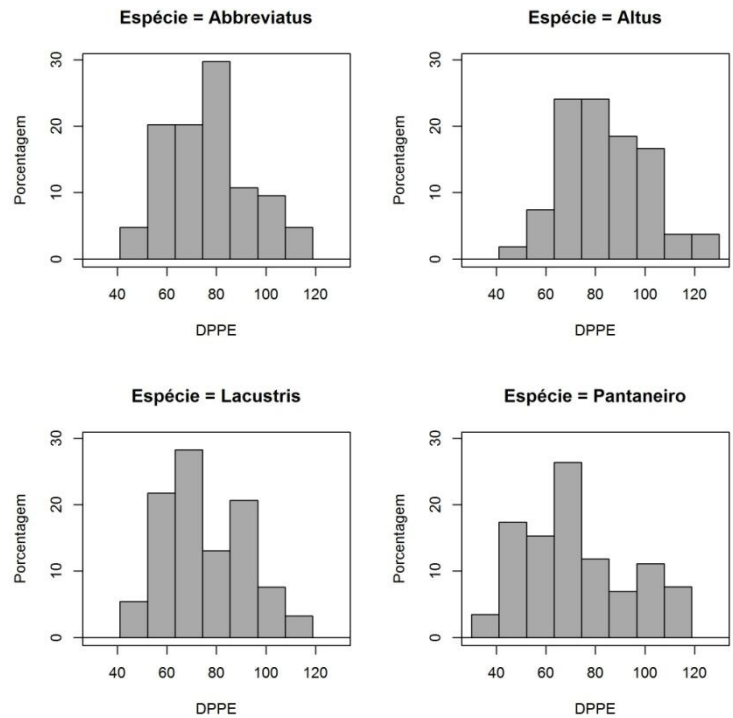 Espécie = Abbreviatus
Porcentagem
30
20
10
0
40 60 80 100 120
DPPE
Espécie = Altus
Porcentagem
30
20
10
0
40 60 80 100 120
DPPE
Espécie = Lacustris
Porcentagem
30
20
10
0
40 60 80 100 120
DPPE
Espécie = Pantaneiro
Porcentagem
30
20
10
0
40 60 80 100 120
DPPE